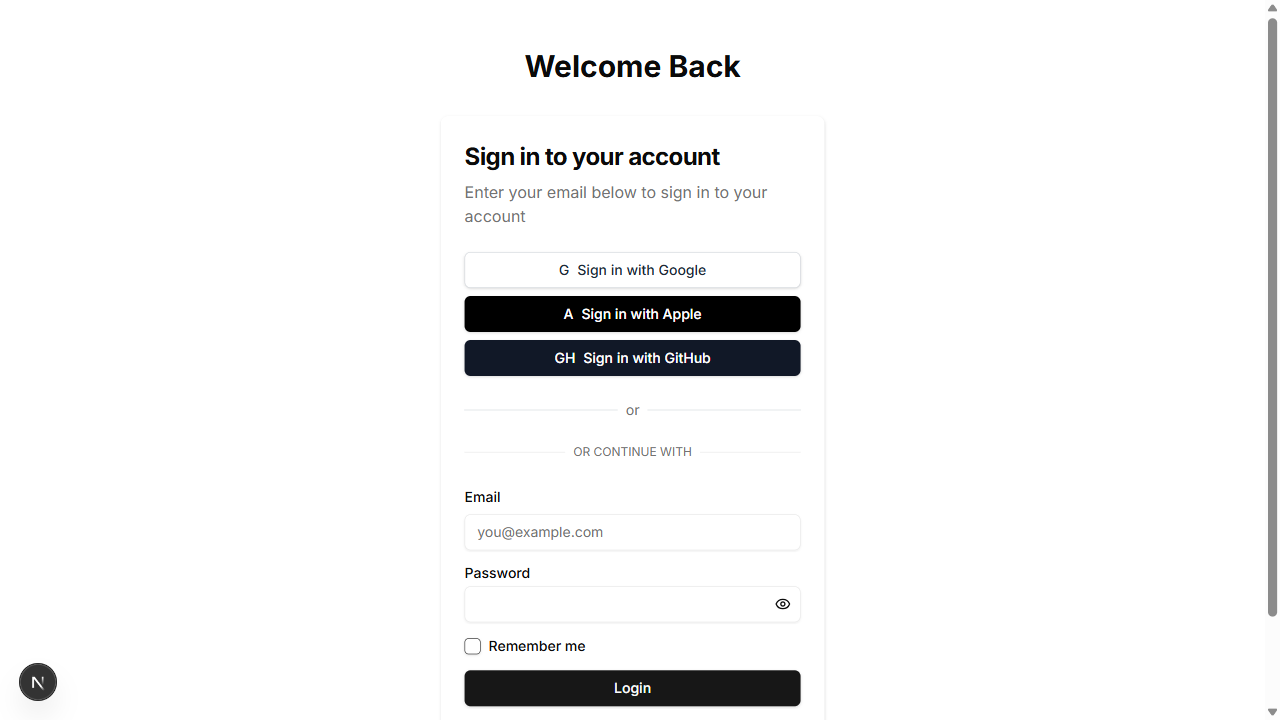 Welcome Back
Sign in to your account
Enter your email below to sign in to your
account
G Sign in with Google
A Sign in with Apple
GH Sign in with GitHub
or
OR CONTINUE WITH
Email
you@example.com
Password
Remember me
Login
N